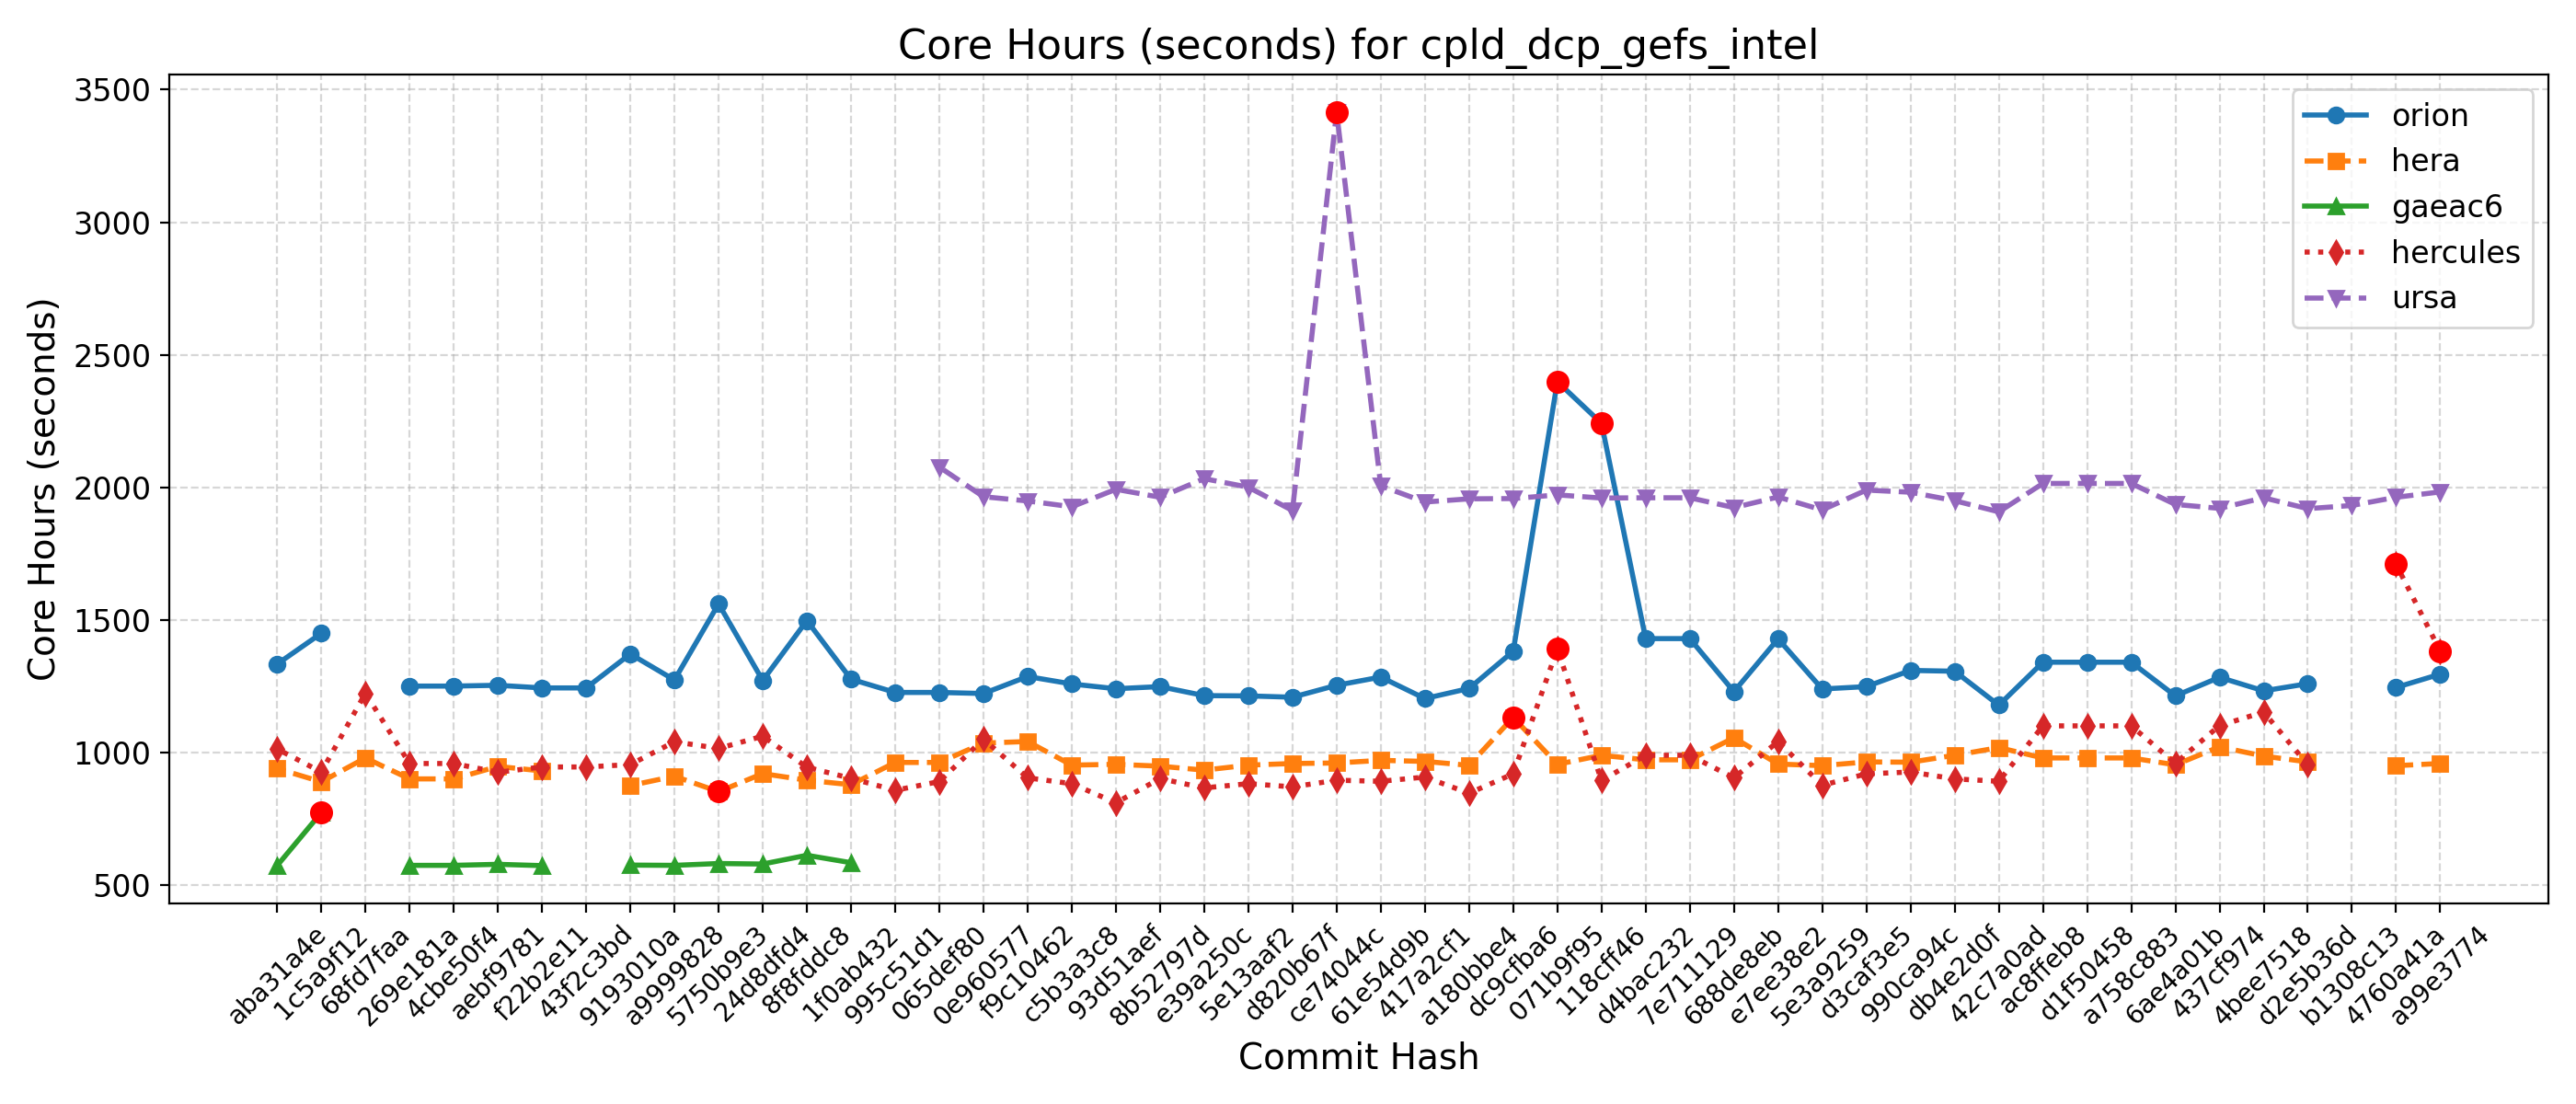 Core Hours (seconds) for cpld_dcp_gefs_intel
Core Hours (seconds)
3500
3000
2500
2000
1500
1000
500
orion
hera
gaeac6
hercules
ursa
aba31a4e
1c5a9f12
68fd7faa
269e181a
4cbe50f4
aebf9781
f22b2e11
43f2c3bd
9193010a
a9999828
5750b9e3
24d8dfd4
8f8fddc8
1f0ab432
995c51d1
065def80
0e960577
f9c10462
c5b3a3c8
93d51aef
8b52797d
e39a250c
5e13aaf2
d820b67f
ce74044c
61e54d9b
417a2cf1
a180bbe4
dc9cfba6
071b9f95
118cff46
d4bac232
7e711129
688de8eb
e7ee38e2
5e3a9259
d3caf3e5
990ca94c
db4e2d0f
42c7a0ad
ac8ffeb8
d1f50458
a758c883
6ae4a01b
437cf974
4bee7518
d2e5b36d
b1308c13
4760a41a
a99e3774
Commit Hash